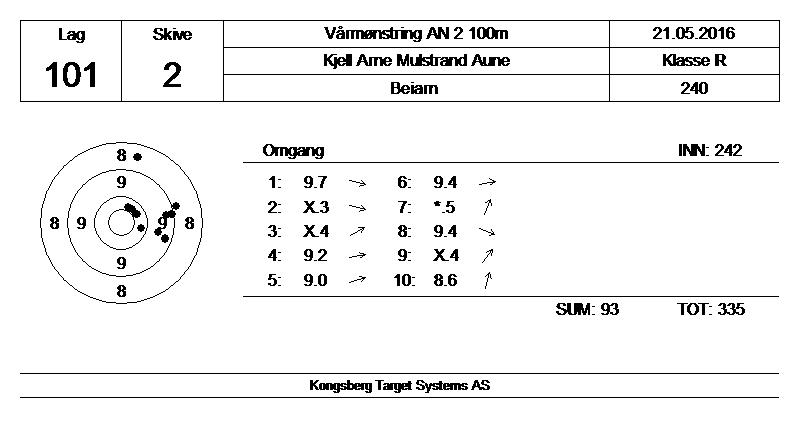 Lag Skive Vårmønstring AN 2 100m 21.05.2016
101 2 Kjell Arne Mulstrand Aune Klasse R
Beiarn 240
Omgang INN: 242
1: 9.7 → 6: 9.4 →
2: X.3 → 7: *.5 ↗
3: X.4 ↗ 8: 9.4 ↘
4: 9.2 → 9: X.4 ↗
5: 9.0 → 10: 8.6 ↗
SUM: 93 TOT: 335
8
9
8 9 9 8
9
8
Kongsberg Target Systems AS